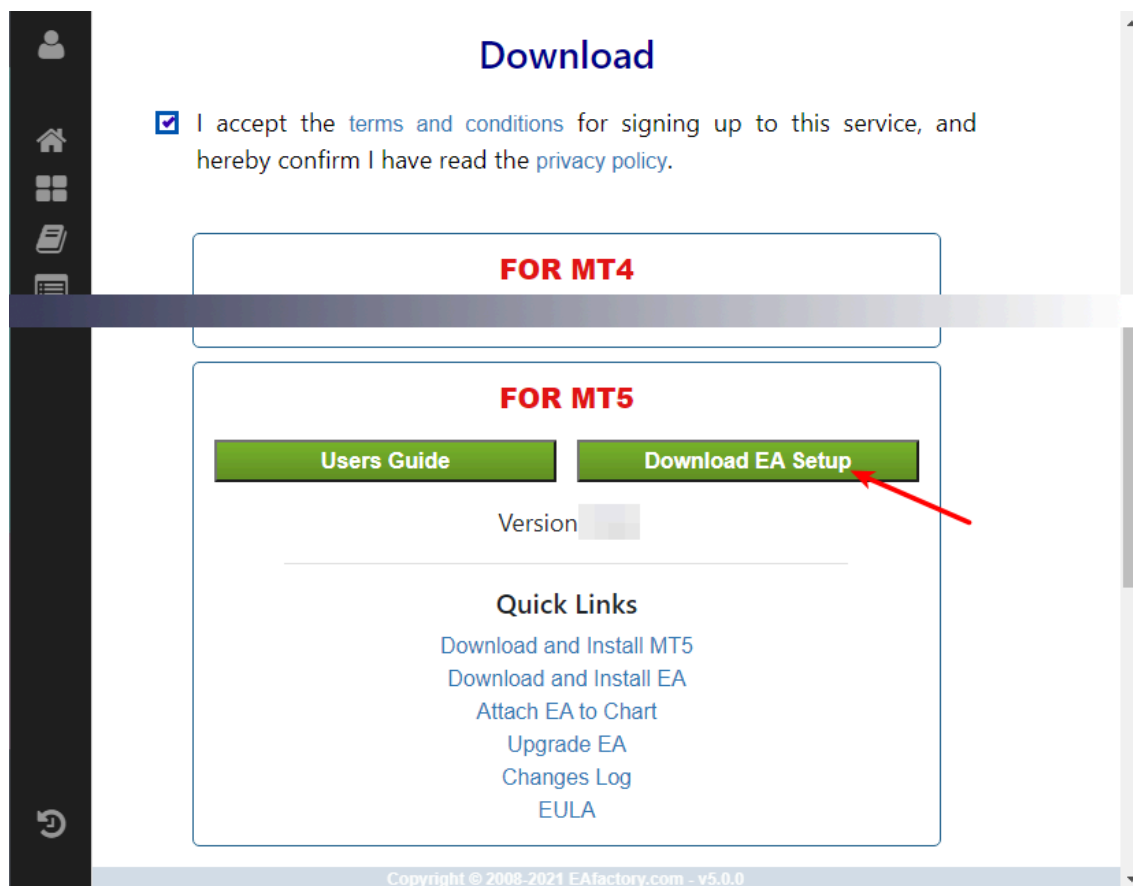 Download
I accept the terms and conditions for signing up to this service, and
hereby confirm I have read the privacy policy.
FOR MT4
FOR MT5
Users Guide
Download EA Setup
Version
Quick Links
Download and Install MT5
Download and Install EA
Attach EA to Chart
Upgrade EA
Changes Log
EULA
Copyright © 2008-2021 EAfactory.com - v5.0.0